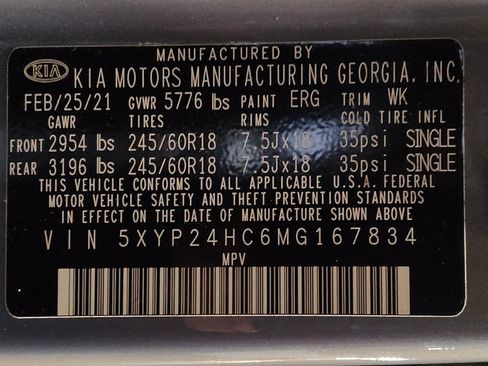 MANUFACTURED BY
KIA KIA MOTORS MANUFACTURING GEORGIA, INC.
FEB/25/21 GVWR 5776 lbs PAINT ERG TRIM WK
GAWR TIRES RIMS COLD TIRE INFL
FRONT 2954 lbs 245/60R18 7.5Jx18 35psi SINGLE
REAR 3196 lbs 245/60R18 7.5Jx18 35psi SINGLE
THIS VEHICLE CONFORMS TO ALL APPLICABLE U.S.A. FEDERAL
MOTOR VEHICLE SAFETY AND THEFT PREVENTION STANDARDS
IN EFFECT ON THE DATE OF MANUFACTURE SHOWN ABOVE.
VIN 5XYP24HC6MG167834
MPV